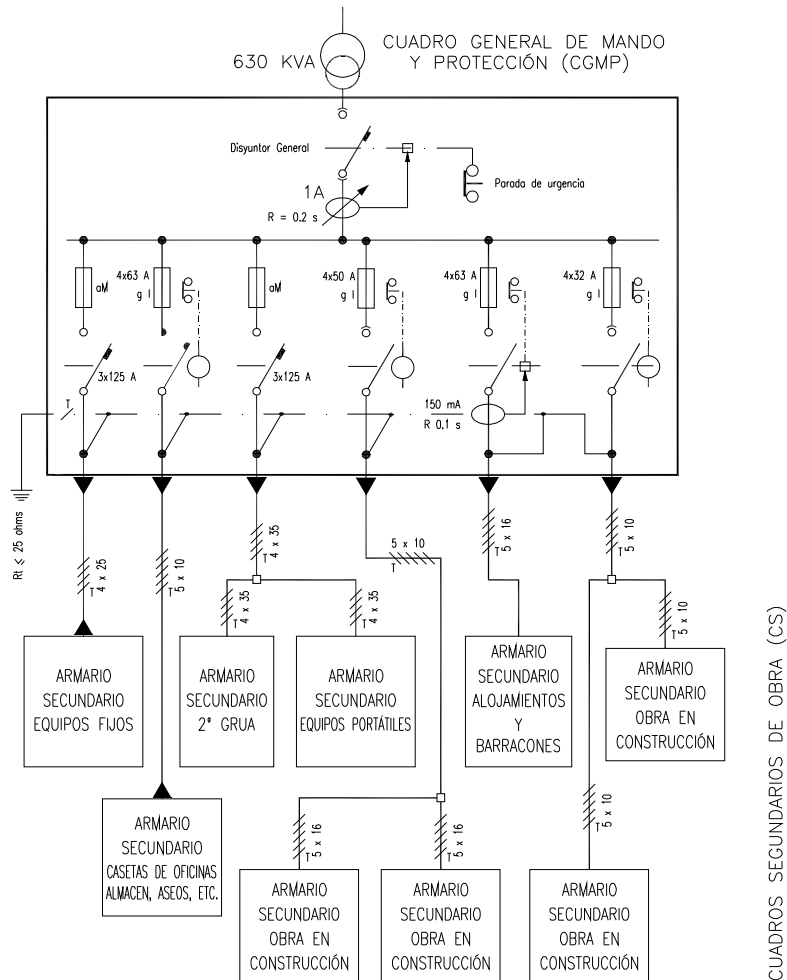 CUADRO GENERAL DE MANDO
Y PROTECCIÓN (CGMP)
630 KVA
Disyuntor General
Parada de urgencia
1A
R = 0.2 s
aM
4x63 A
g I
aM
4x50 A
g I
4x63 A
g I
4x32 A
g I
3x125 A
3x125 A
T
150 mA
R 0.1 s
Rt ≤ 25 ohms
T 4 x 25
T 5 x 10
T 4 x 35
5 x 10
T
T 5 x 16
T 5 x 10
T 4 x 35
T 4 x 35
T 5 x 10
ARMARIO
SECUNDARIO
EQUIPOS FIJOS
ARMARIO
SECUNDARIO
2ª GRUA
ARMARIO
SECUNDARIO
EQUIPOS PORTÁTILES
ARMARIO
SECUNDARIO
ALOJAMIENTOS
Y
BARRACONES
ARMARIO
SECUNDARIO
OBRA EN
CONSTRUCCIÓN
ARMARIO
SECUNDARIO
CASETAS DE OFICINAS
ALMACEN, ASEOS, ETC.
T 5 x 16
T 5 x 16
T 5 x 10
ARMARIO
SECUNDARIO
OBRA EN
CONSTRUCCIÓN
ARMARIO
SECUNDARIO
OBRA EN
CONSTRUCCIÓN
ARMARIO
SECUNDARIO
OBRA EN
CONSTRUCCIÓN
CUADROS SEGUNDARIOS DE OBRA (CS)